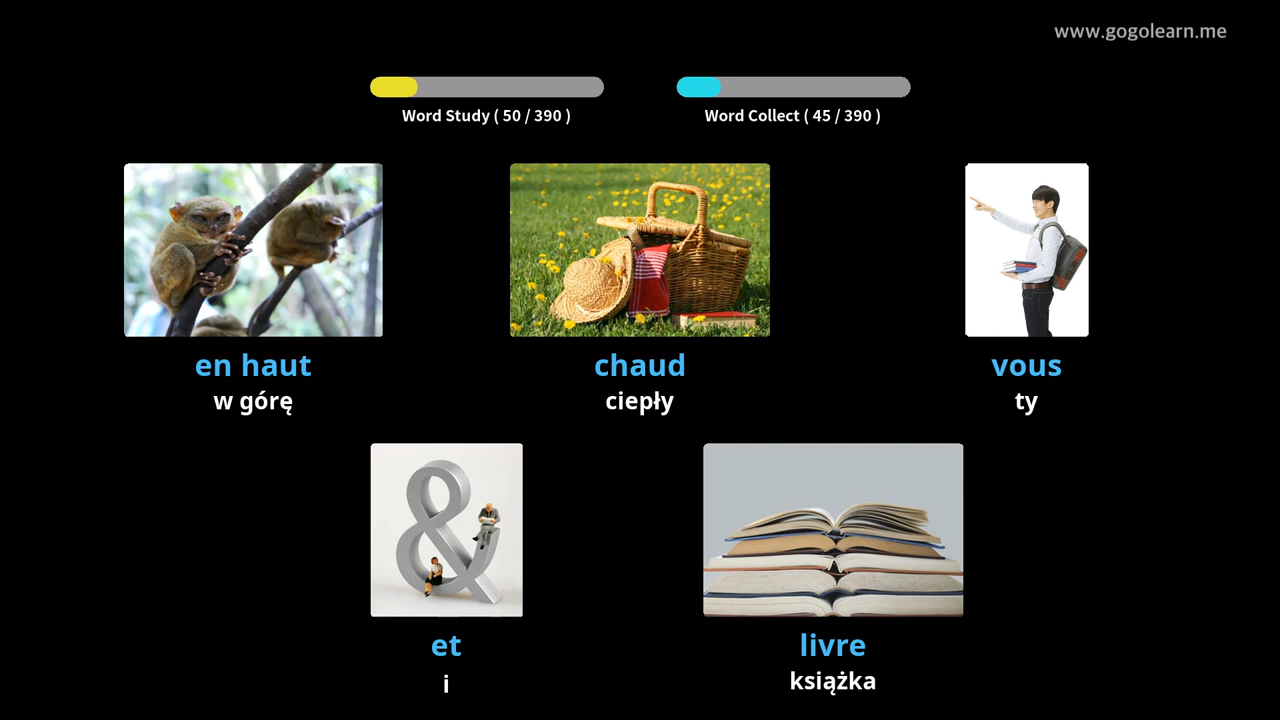 www.gogolearn.me
Word Study ( 50 / 390 )
Word Collect ( 45 / 390 )
en haut
w górę
chaud
ciepły
vous
ty
et
i
livre
książka